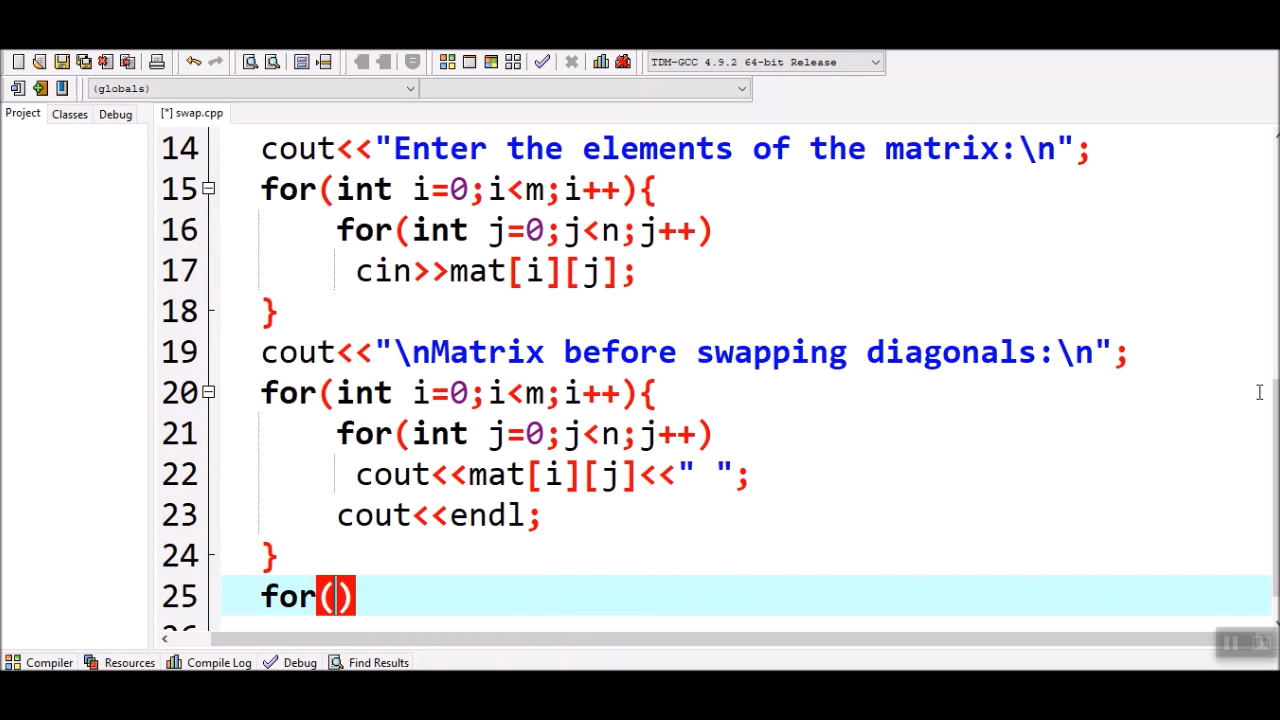 TDM-GCC 4.9.2 64-bit Release
(globals)
Project Classes Debug [*] swap.cpp
14 cout<<"Enter the elements of the matrix:\n";
15 for(int i=0;i<m;i++){
16 for(int j=0;j<n;j++)
17 cin>>mat[i][j];
18 }
19 cout<<"\nMatrix before swapping diagonals:\n";
20 for(int i=0;i<m;i++){
21 for(int j=0;j<n;j++)
22 cout<<mat[i][j]<<" ";
23 cout<<endl;
24 }
25 for()
Compiler Resources Compile Log Debug Find Results